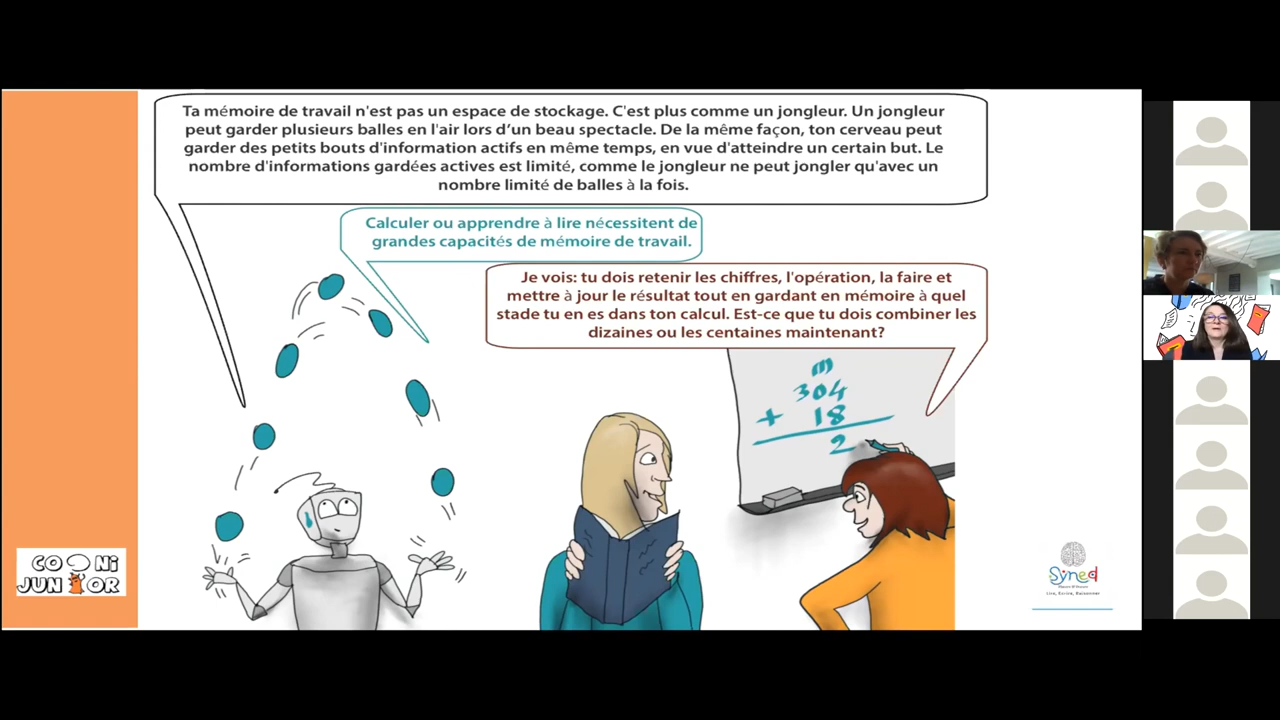 Ta mémoire de travail n'est pas un espace de stockage. C'est plus comme un jongleur. Un jongleur
peut garder plusieurs balles en l'air lors d'un beau spectacle. De la même façon, ton cerveau peut
garder des petits bouts d'information actifs en même temps, en vue d'atteindre un certain but. Le
nombre d'informations gardées actives est limité, comme le jongleur ne peut jongler qu'avec un
nombre limité de balles à la fois.
Calculer ou apprendre à lire nécessitent de
grandes capacités de mémoire de travail.
Je vois: tu dois retenir les chiffres, l'opération, la faire et
mettre à jour le résultat tout en gardant en mémoire à quel
stade tu en es dans ton calcul. Est-ce que tu dois combiner les
dizaines ou les centaines maintenant?
304
+ 18
2
CO Ni
JUNiOR
Syned
Lire, Ecrire, Raisonner